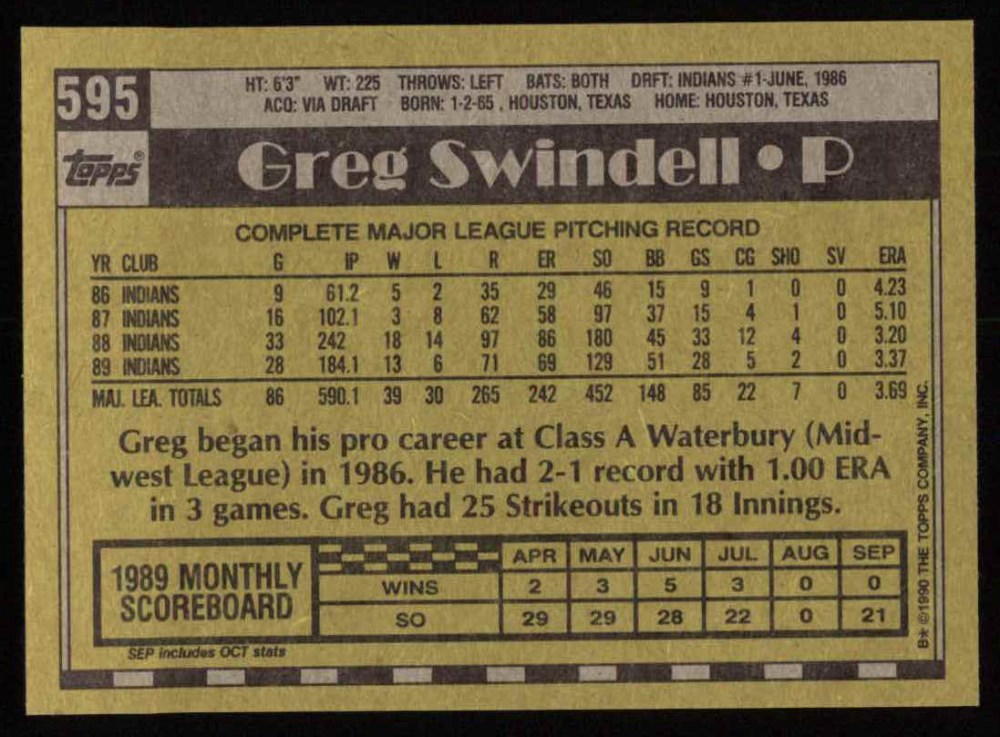 595
HT: 6'3" WT: 225 THROWS: LEFT BATS: BOTH DRFT: INDIANS #1-JUNE, 1986
ACQ: VIA DRAFT BORN: 1-2-65 , HOUSTON, TEXAS HOME: HOUSTON, TEXAS
TOPPS®
Greg Swindell • P
COMPLETE MAJOR LEAGUE PITCHING RECORD
YR CLUB G IP W L R ER SO BB GS CG SHO SV ERA
86 INDIANS 9 61.2 5 2 35 29 46 15 9 1 0 0 4.23
87 INDIANS 16 102.1 3 8 62 58 97 37 15 4 1 0 5.10
88 INDIANS 33 242 18 14 97 86 180 45 33 12 4 0 3.20
89 INDIANS 28 184.1 13 6 71 69 129 51 28 5 2 0 3.37
MAJ. LEA. TOTALS 86 590.1 39 30 265 242 452 148 85 22 7 0 3.69
Greg began his pro career at Class A Waterbury (Mid-
west League) in 1986. He had 2-1 record with 1.00 ERA
in 3 games. Greg had 25 Strikeouts in 18 Innings.
1989 MONTHLY
SCOREBOARD
APR MAY JUN JUL AUG SEP
WINS 2 3 5 3 0 0
SO 29 29 28 22 0 21
SEP includes OCT stats
B* ©1990 THE TOPPS COMPANY, INC.